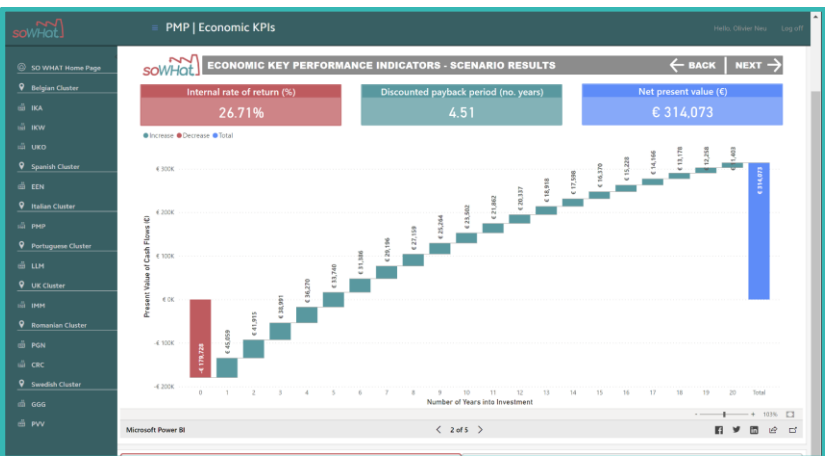 soWHat
PMP | Economic KPIs
Hello, Olivier Neu
Log off
SO WHAT Home Page
Belgian Cluster
IKA
IKW
UKO
Spanish Cluster
EEN
Italian Cluster
PMP
Portuguese Cluster
LLM
UK Cluster
IMM
Romanian Cluster
PGN
CRC
Swedish Cluster
GGG
PVV
soWHat
ECONOMIC KEY PERFORMANCE INDICATORS - SCENARIO RESULTS
BACK | NEXT
Internal rate of return (%)
26.71%
Discounted payback period (no. years)
4.51
Net present value (€)
€ 314,073
Increase Decrease Total
Present Value of Cash Flows (€)
€ 300K
€ 200K
€ 100K
€ 0K
-€ 100K
-€ 200K
-€ 179,728
€ 45,059
€ 41,915
€ 38,991
€ 36,270
€ 33,740
€ 31,386
€ 29,196
€ 27,159
€ 25,264
€ 23,502
€ 21,862
€ 20,337
€ 18,918
€ 17,598
€ 16,370
€ 15,228
€ 14,166
€ 13,178
€ 12,258
€ 11,403
€ 314,073
0 1 2 3 4 5 6 7 8 9 10 11 12 13 14 15 16 17 18 19 20 Total
Number of Years into Investment
- + 103%
Microsoft Power BI
2 of 5